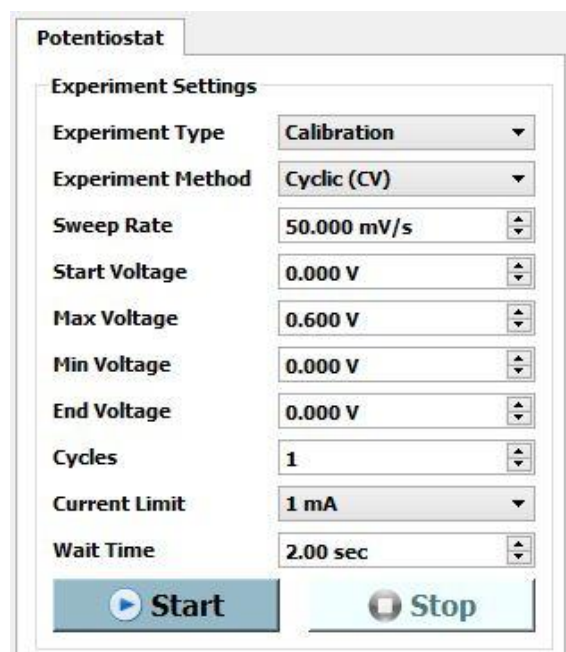 Potentiostat
Experiment Settings
Experiment Type Calibration
Experiment Method Cyclic (CV)
Sweep Rate 50.000 mV/s
Start Voltage 0.000 V
Max Voltage 0.600 V
Min Voltage 0.000 V
End Voltage 0.000 V
Cycles 1
Current Limit 1 mA
Wait Time 2.00 sec
Start Stop